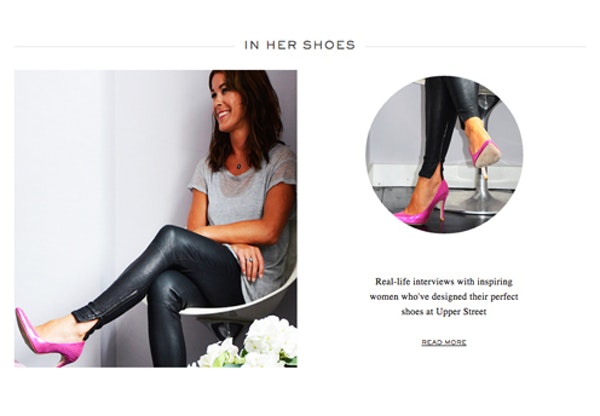 IN HER SHOES
Real-life interviews with inspiring
women who've designed their perfect
shoes at Upper Street
READ MORE